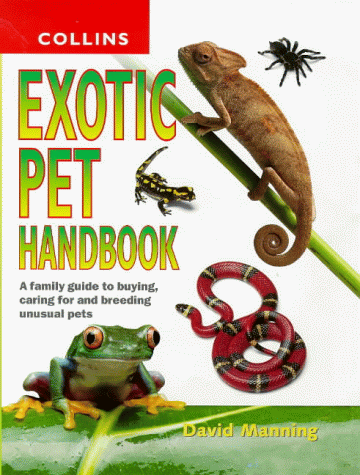 COLLINS
EXOTIC
PET
HANDBOOK
A family guide to buying,
caring for and breeding
unusual pets
David Manning